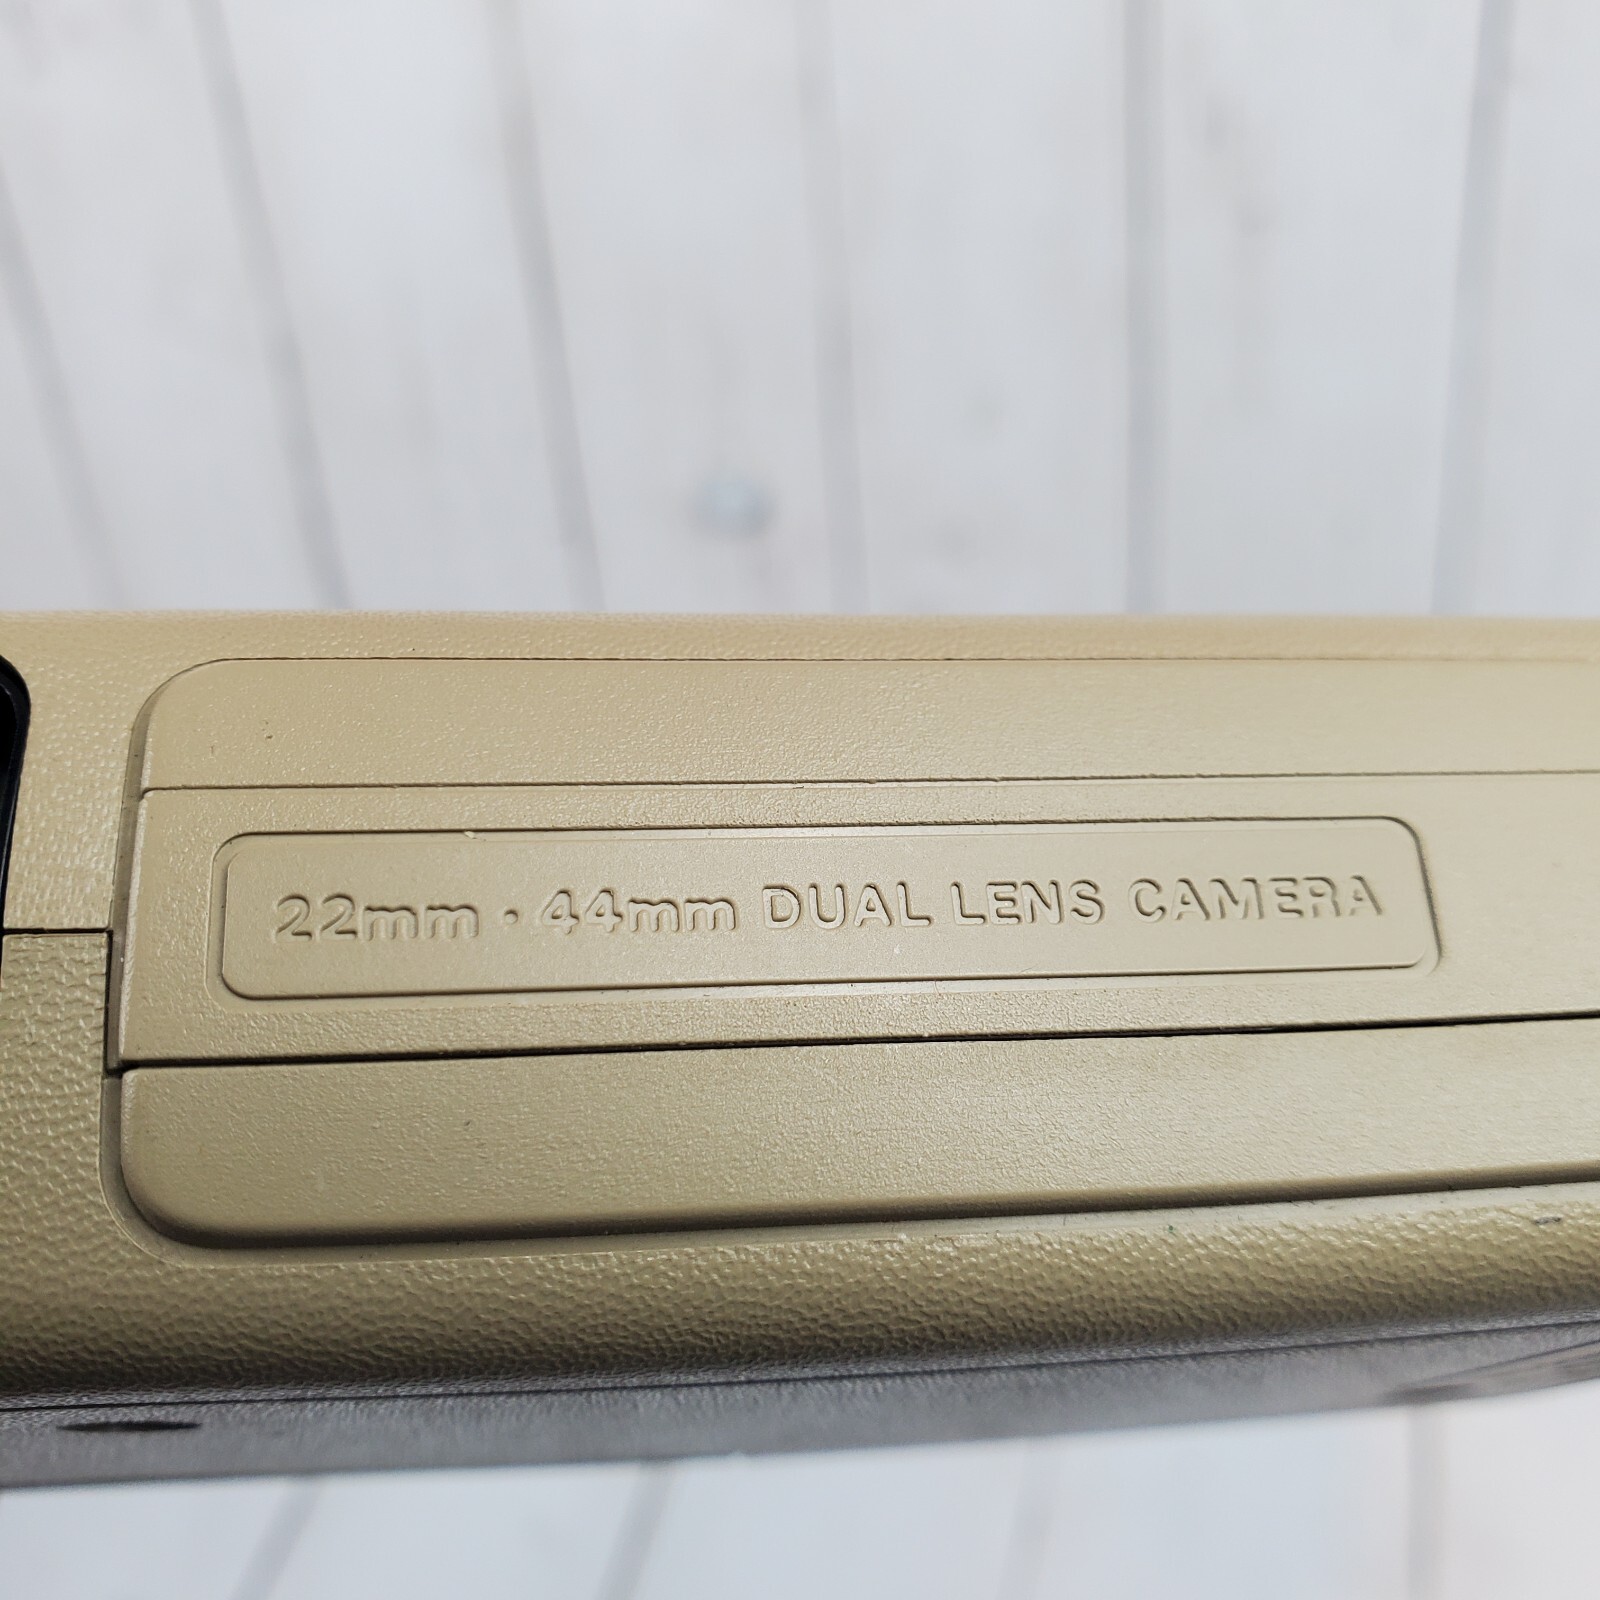 22mm · 44mm DUAL LENS CAMERA